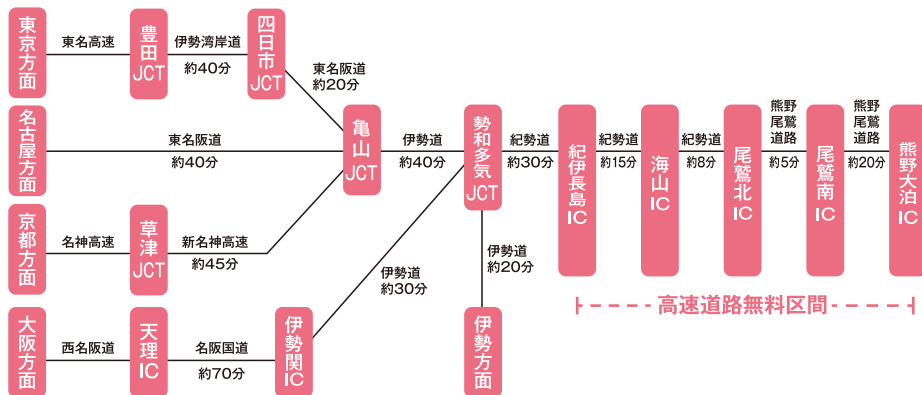 東京方面
東名高速
豊田JCT
伊勢湾岸道
約40分
四日市JCT
東名阪道
約20分
名古屋方面
東名阪道
約40分
亀山JCT
伊勢道
約40分
勢和多気JCT
紀勢道
約30分
紀伊長島IC
紀勢道
約15分
海山IC
紀勢道
約8分
尾鷲北IC
熊野
尾鷲
道路
約5分
尾鷲南IC
熊野
尾鷲
道路
約20分
熊野大泊IC
京都方面
名神高速
草津JCT
新名神高速
約45分
伊勢道
約30分
伊勢道
約20分
高速道路無料区間
大阪方面
西名阪道
天理IC
名阪国道
約70分
伊勢関IC
伊勢方面